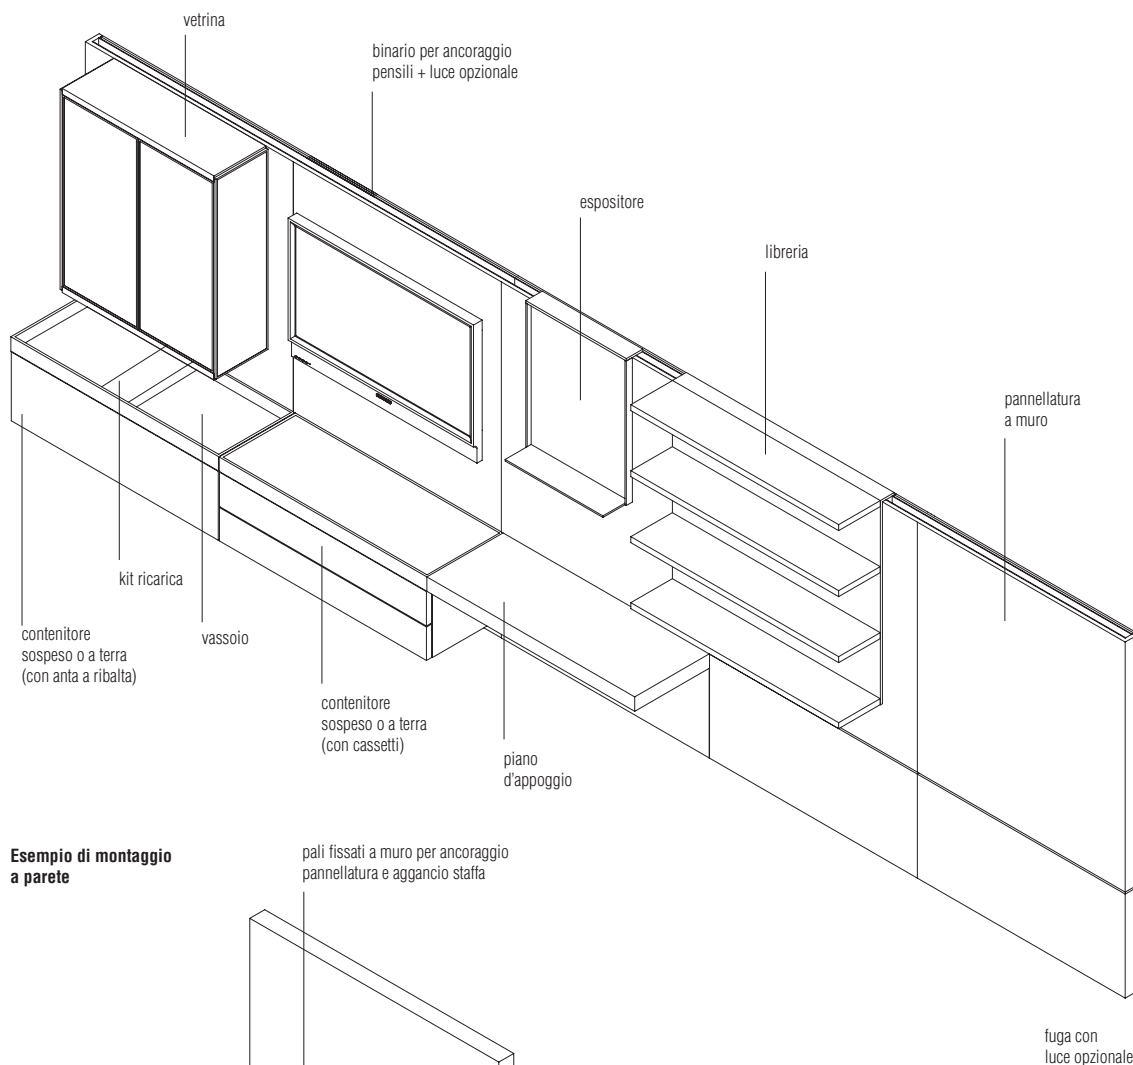 vetrina
binario per ancoraggio
pensili + luce opzionale
espositore
libreria
pannellatura
a muro
kit ricarica
contenitore
sospeso o a terra
(con anta a ribalta)
vassoio
contenitore
sospeso o a terra
(con cassetti)
piano
d'appoggio
Esempio di montaggio
a parete
pali fissati a muro per ancoraggio
pannellatura e aggancio staffa
fuga con
luce opzionale